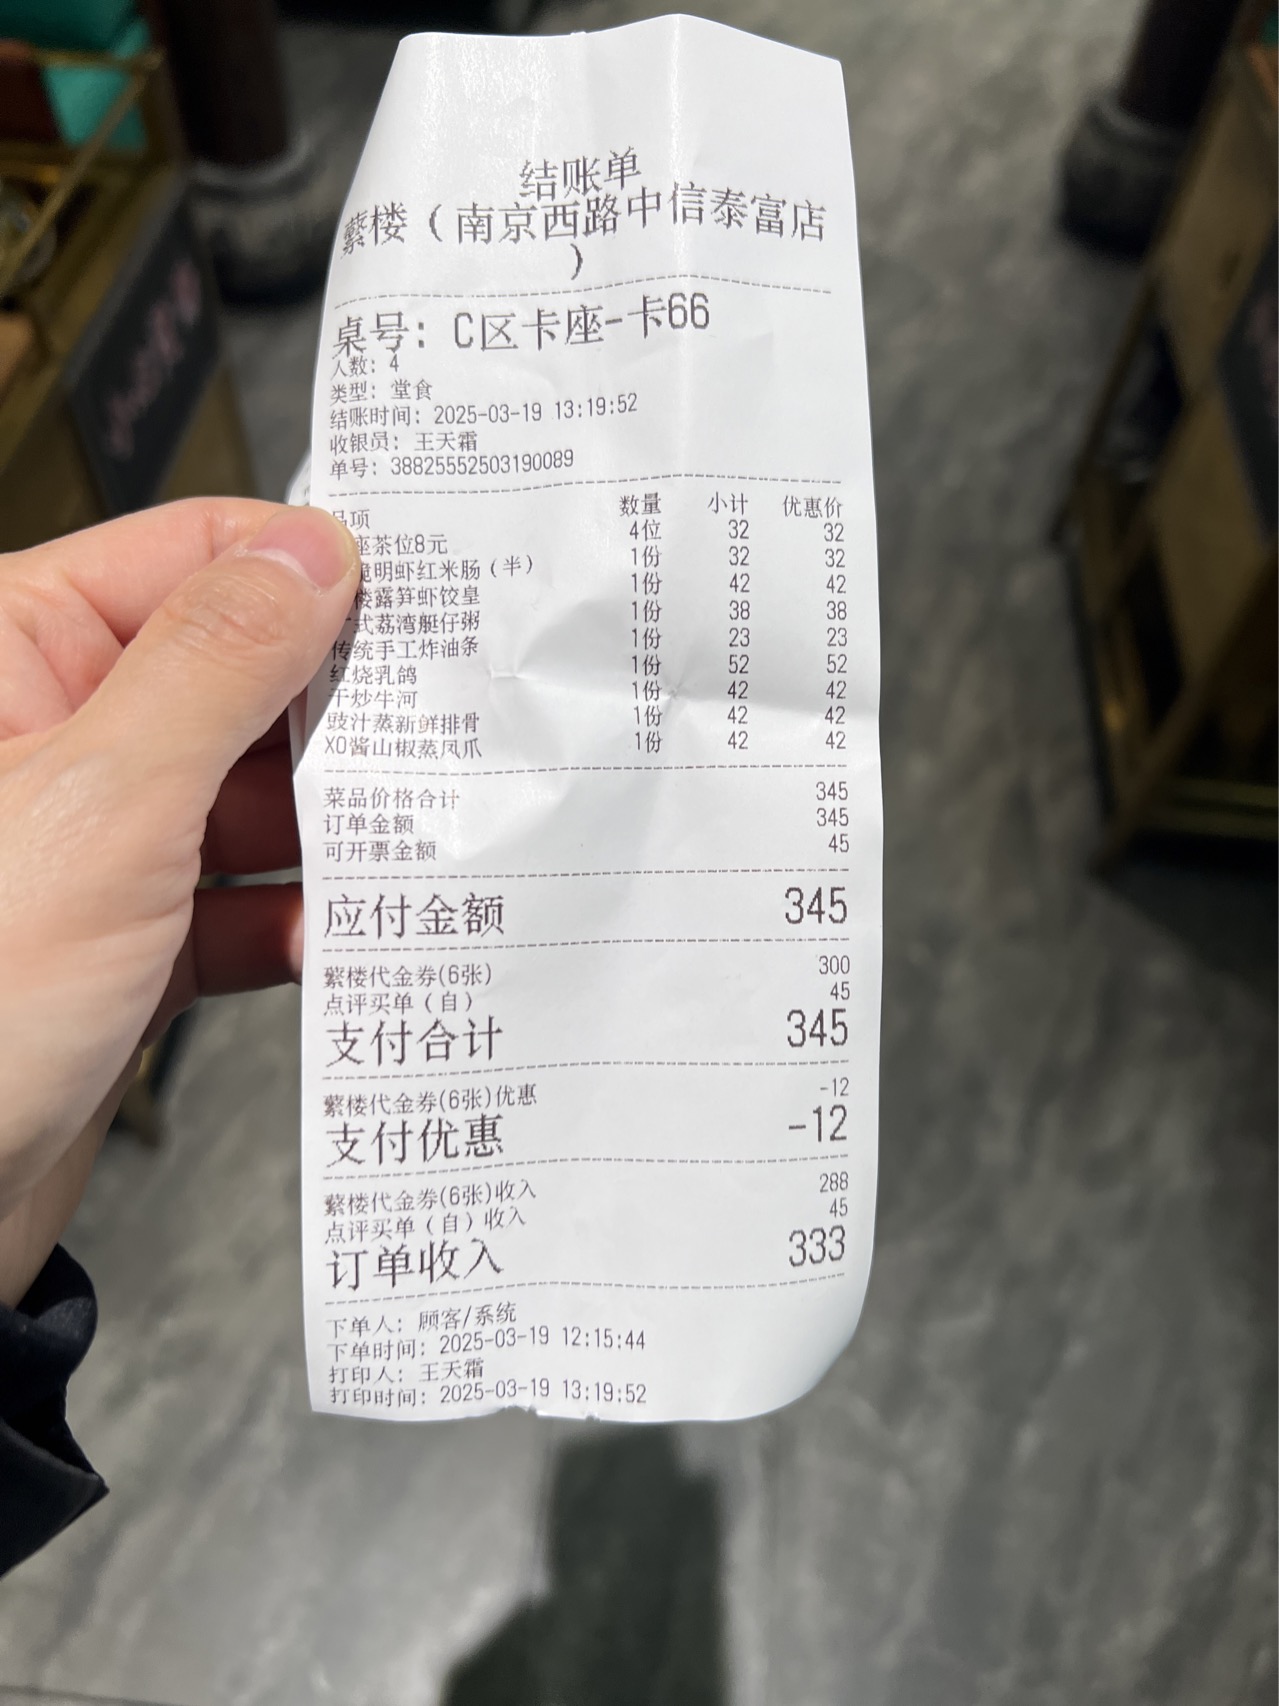 结账单
蘩楼（南京西路中信泰富店
）
桌号：C区卡座-卡66
人数：4
类型：堂食
结账时间：2025-03-19 13:19:52
收银员：王天霜
单号：38825552503190089
品项 数量 小计 优惠价
座茶位8元 4位 32 32
脆明虾红米肠（半） 1份 32 32
楼露笋虾饺皇 1份 42 42
式荔湾艇仔粥 1份 38 38
传统手工炸油条 1份 23 23
红烧乳鸽 1份 52 52
干炒牛河 1份 42 42
豉汁蒸新鲜排骨 1份 42 42
XO酱山椒蒸凤爪 1份 42 42
菜品价格合计 345
订单金额 345
可开票金额 45
应付金额 345
蘩楼代金券(6张) 300
点评买单（自） 45
支付合计 345
蘩楼代金券(6张)优惠 -12
支付优惠 -12
蘩楼代金券(6张)收入 288
点评买单（自）收入 45
订单收入 333
下单人：顾客/系统
下单时间：2025-03-19 12:15:44
打印人：王天霜
打印时间：2025-03-19 13:19:52